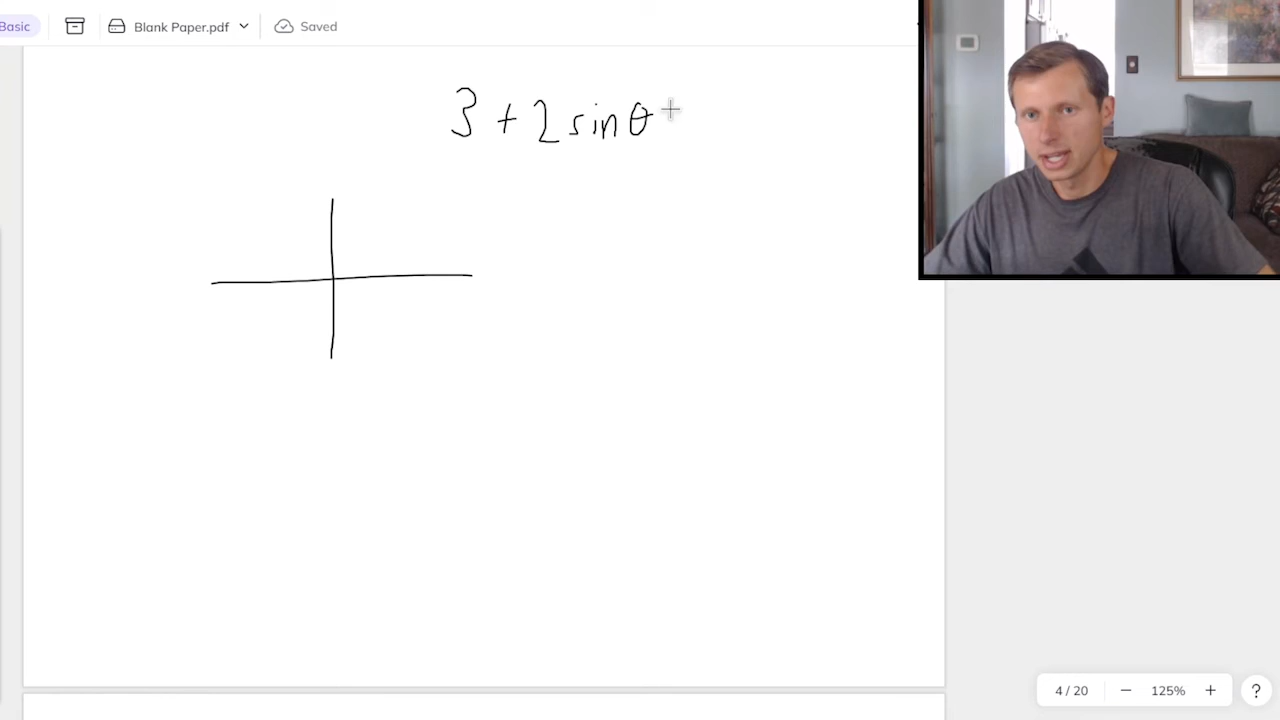 Basic
Blank Paper.pdf
Saved
3 + 2 sin θ
4 / 20
125%
?